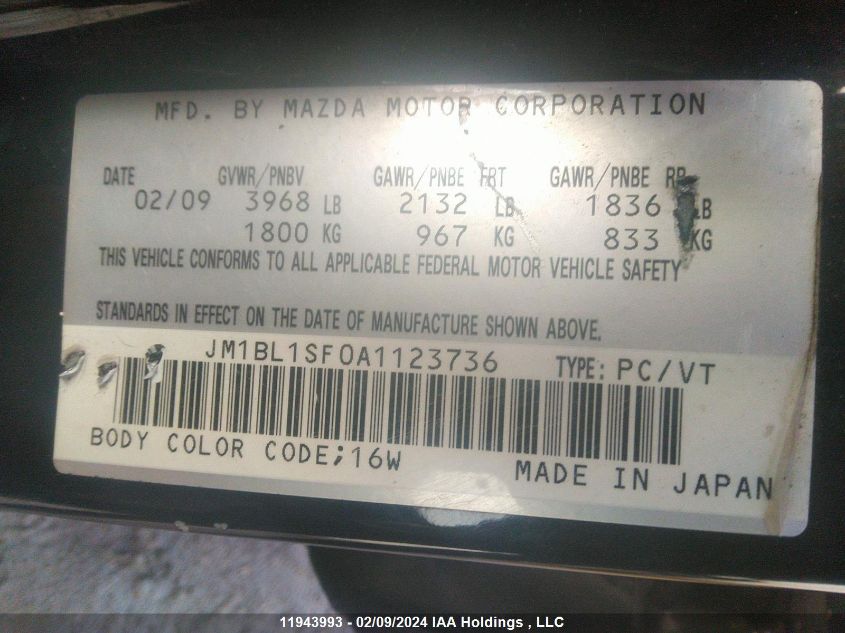 MFD. BY MAZDA MOTOR CORPORATION
DATE GVWR/PNBV GAWR/PNBE FRT GAWR/PNBE RR
02/09 3968 LB 2132 LB 1836 LB
1800 KG 967 KG 833 KG
THIS VEHICLE CONFORMS TO ALL APPLICABLE FEDERAL MOTOR VEHICLE SAFETY
STANDARDS IN EFFECT ON THE DATE OF MANUFACTURE SHOWN ABOVE.
JM1BL1SF0A1123736 TYPE: PC/VT
BODY COLOR CODE;16W
MADE IN JAPAN
11943993 - 02/09/2024 IAA Holdings , LLC